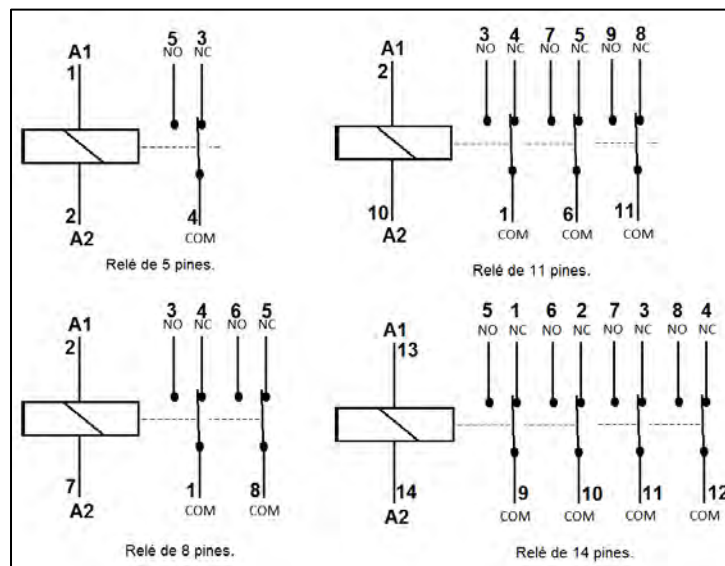 A1
1
5 3
NO NC
2
A2
4
COM
Relé de 5 pines.
A1
2
3 4 7 5 9 8
NO NC NO NC NO NC
10
A2
1 6 11
COM COM COM
Relé de 11 pines.
A1
2
3 4 6 5
NO NC NO NC
7
A2
1 8
COM COM
Relé de 8 pines.
A1
13
5 1 6 2 7 3 8 4
NO NC NO NC NO NC NO NC
14
A2
9 10 11 12
COM COM COM COM
Relé de 14 pines.